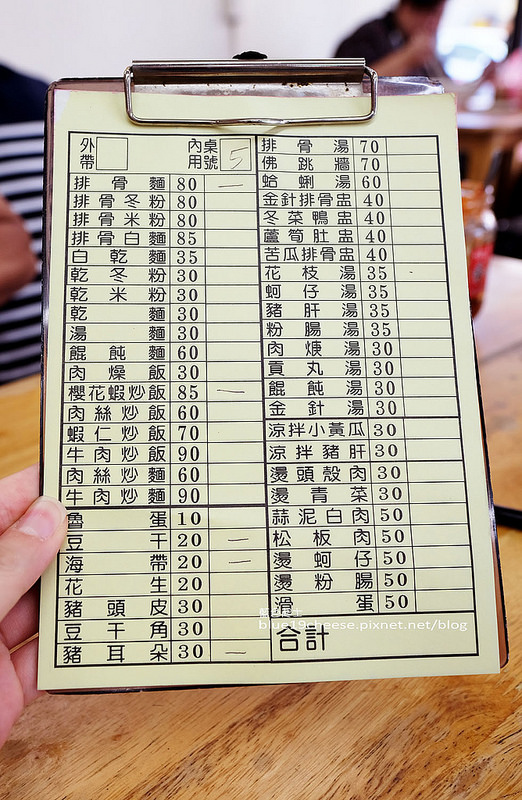 外帶 內用 桌號 5
排骨麵 80 一
排骨冬粉 80
排骨米粉 80
排骨白麵 85
白乾麵 35
乾冬粉 30
乾米粉 30
乾麵 30
湯麵 30
餛飩麵 60
肉燥飯 30
櫻花蝦炒飯 85 一
肉絲炒飯 60
蝦仁炒飯 70
牛肉炒飯 90
肉絲炒麵 60
牛肉炒麵 90
魯蛋 10
豆干 20 一
海帶 20 一
花生 20
豬頭皮 30
豆干角 30
豬耳朵 30 一
排骨湯 70
佛跳牆 70
蛤蜊湯 60
金針排骨盅 40
冬菜鴨盅 40
蘆筍肚盅 40
苦瓜排骨盅 40
花枝湯 35
蚵仔湯 35
豬肝湯 35
粉腸湯 35
肉焿湯 30
貢丸湯 30
餛飩湯 30
金針湯 30
涼拌小黃瓜 30
涼拌豬肝 30
燙頭殼肉 30
燙青菜 30
蒜泥白肉 50
松板肉 50
燙蚵仔 50
燙粉腸 50
滑蛋 50
合計
blue19cheese.pixnet.net/blog